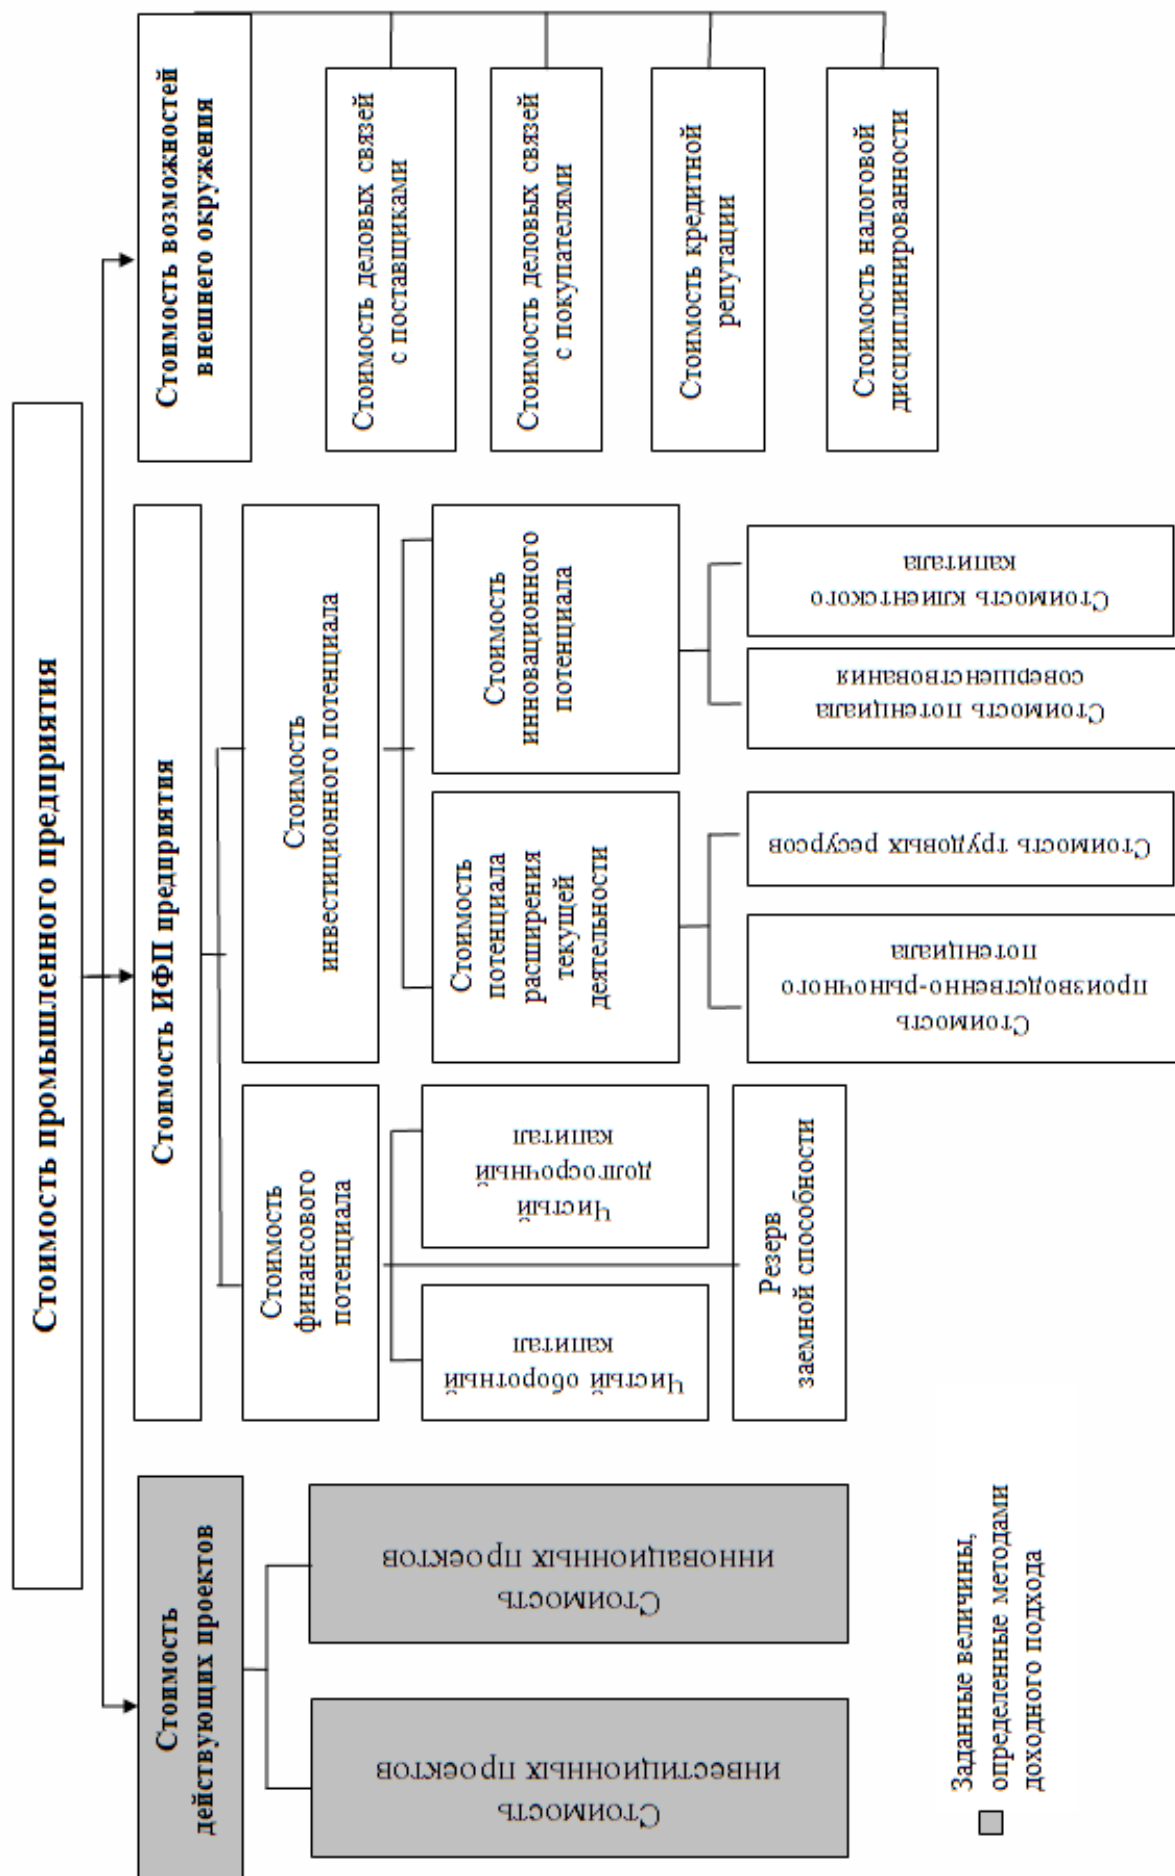 Стоимость промышленного предприятия
Стоимость
действующих проектов
Стоимость ИФП предприятия
Стоимость возможностей
внешнего окружения
Стоимость
инвестиционных проектов
Стоимость
инновационных проектов
Стоимость
финансового
потенциала
Стоимость
инвестиционного потенциала
Чистый оборотный
капитал
Чистый
долгосрочный
капитал
Резерв
заемной способности
Стоимость
потенциала
расширения
текущей
деятельности
Стоимость
инновационного
потенциала
Стоимость
производственно-рыночного
потенциала
Стоимость трудовых ресурсов
Стоимость потенциала
совершенствования
Стоимость клиентского
капитала
Стоимость деловых связей
с поставщиками
Стоимость деловых связей
с покупателями
Стоимость кредитной
репутации
Стоимость налоговой
дисциплинированности
Заданные величины,
определенные методами
доходного подхода